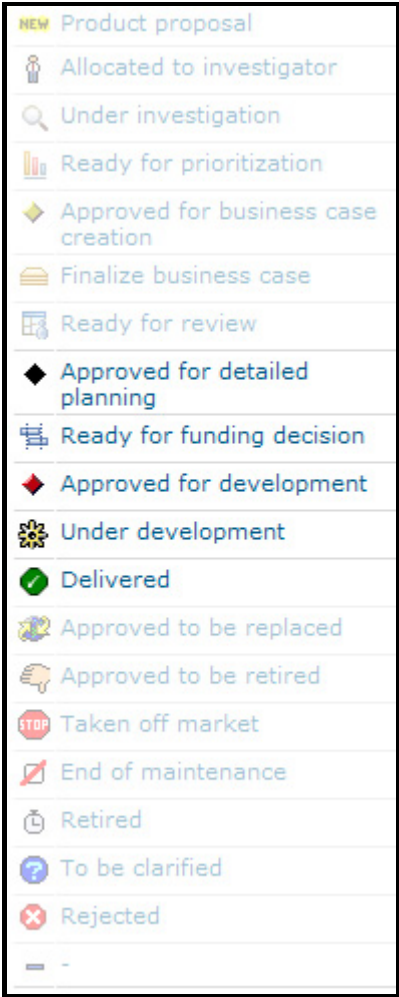 NEW Product proposal
Allocated to investigator
Under investigation
Ready for prioritization
Approved for business case
creation
Finalize business case
Ready for review
Approved for detailed
planning
Ready for funding decision
Approved for development
Under development
Delivered
Approved to be replaced
Approved to be retired
STOP Taken off market
End of maintenance
Retired
? To be clarified
Rejected
-